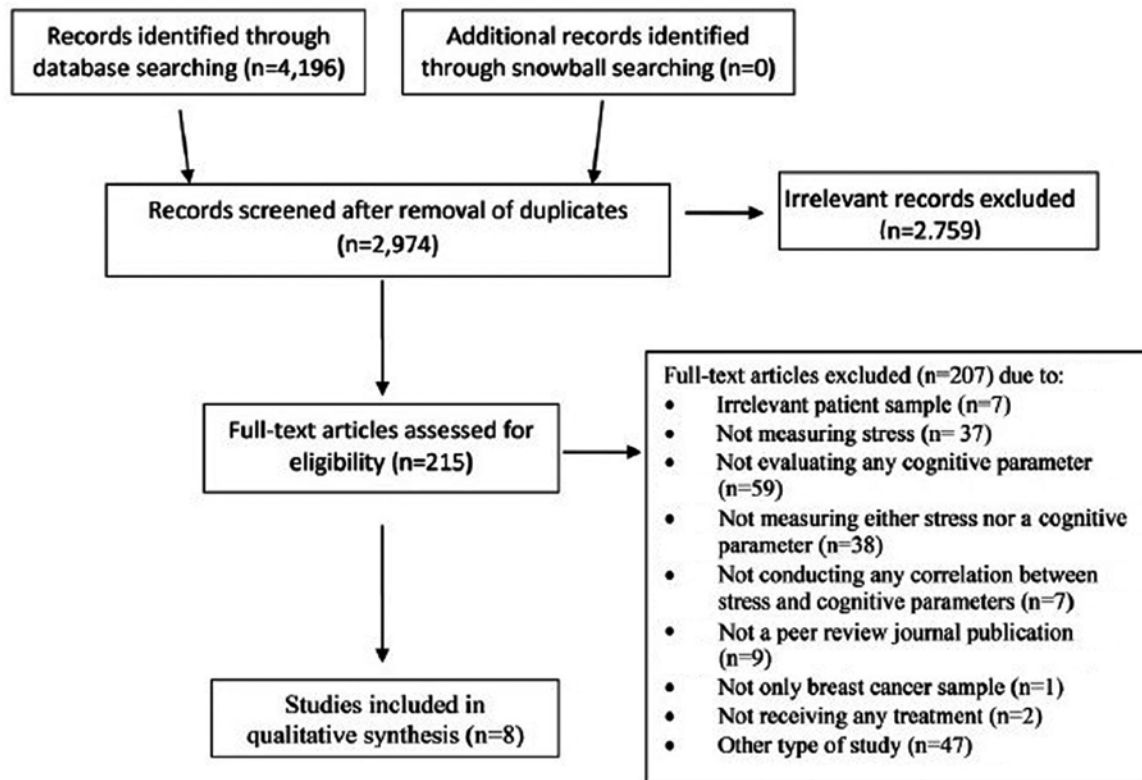 Records identified through
database searching (n=4,196)
Additional records identified
through snowball searching (n=0)
Records screened after removal of duplicates
(n=2,974)
Irrelevant records excluded
(n=2.759)
Full-text articles assessed for
eligibility (n=215)
Full-text articles excluded (n=207) due to:
• Irrelevant patient sample (n=7)
• Not measuring stress (n= 37)
• Not evaluating any cognitive parameter
(n=59)
• Not measuring either stress nor a cognitive
parameter (n=38)
• Not conducting any correlation between
stress and cognitive parameters (n=7)
• Not a peer review journal publication
(n=9)
• Not only breast cancer sample (n=1)
• Not receiving any treatment (n=2)
• Other type of study (n=47)
Studies included in
qualitative synthesis (n=8)